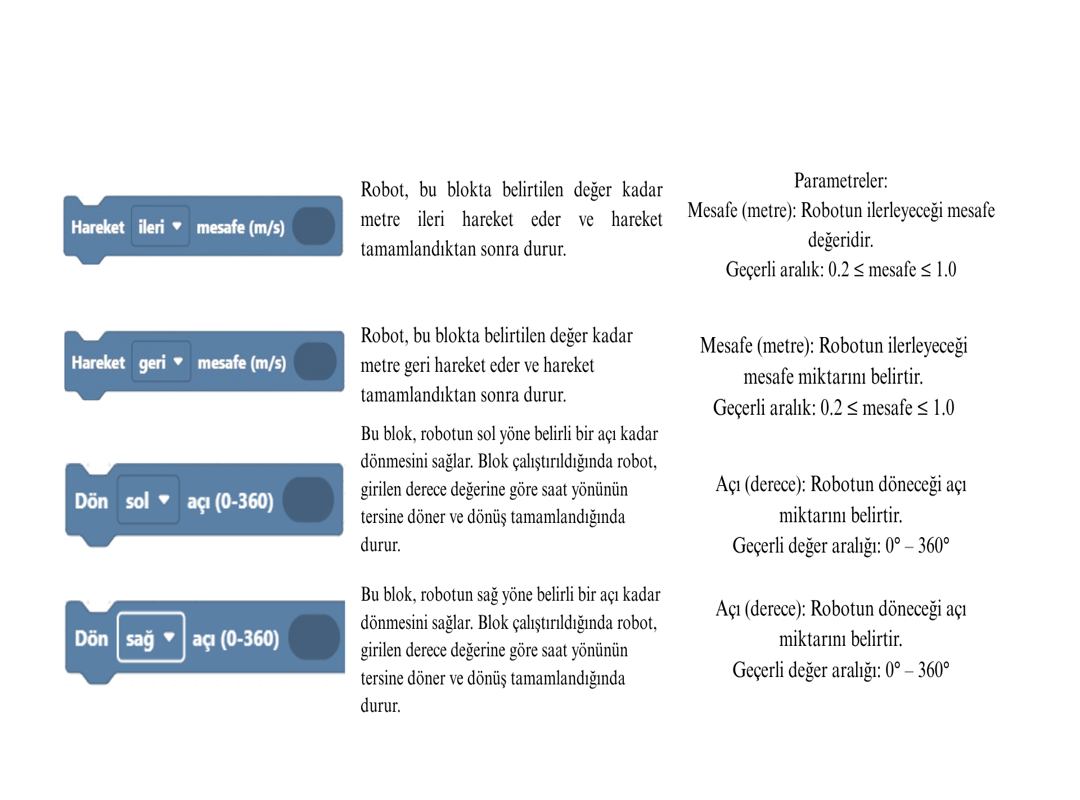 Hareket ileri mesafe (m/s)
Robot, bu blokta belirtilen değer kadar
metre ileri hareket eder ve hareket
tamamlandıktan sonra durur.
Parametreler:
Mesafe (metre): Robotun ilerleyeceği mesafe
değeridir.
Geçerli aralık: 0.2 ≤ mesafe ≤ 1.0
Hareket geri mesafe (m/s)
Robot, bu blokta belirtilen değer kadar
metre geri hareket eder ve hareket
tamamlandıktan sonra durur.
Mesafe (metre): Robotun ilerleyeceği
mesafe miktarını belirtir.
Geçerli aralık: 0.2 ≤ mesafe ≤ 1.0
Dön sol açı (0-360)
Bu blok, robotun sol yöne belirli bir açı kadar
dönmesini sağlar. Blok çalıştırıldığında robot,
girilen derece değerine göre saat yönünün
tersine döner ve dönüş tamamlandığında
durur.
Açı (derece): Robotun döneceği açı
miktarını belirtir.
Geçerli değer aralığı: 0° – 360°
Dön sağ açı (0-360)
Bu blok, robotun sağ yöne belirli bir açı kadar
dönmesini sağlar. Blok çalıştırıldığında robot,
girilen derece değerine göre saat yönünün
tersine döner ve dönüş tamamlandığında
durur.
Açı (derece): Robotun döneceği açı
miktarını belirtir.
Geçerli değer aralığı: 0° – 360°